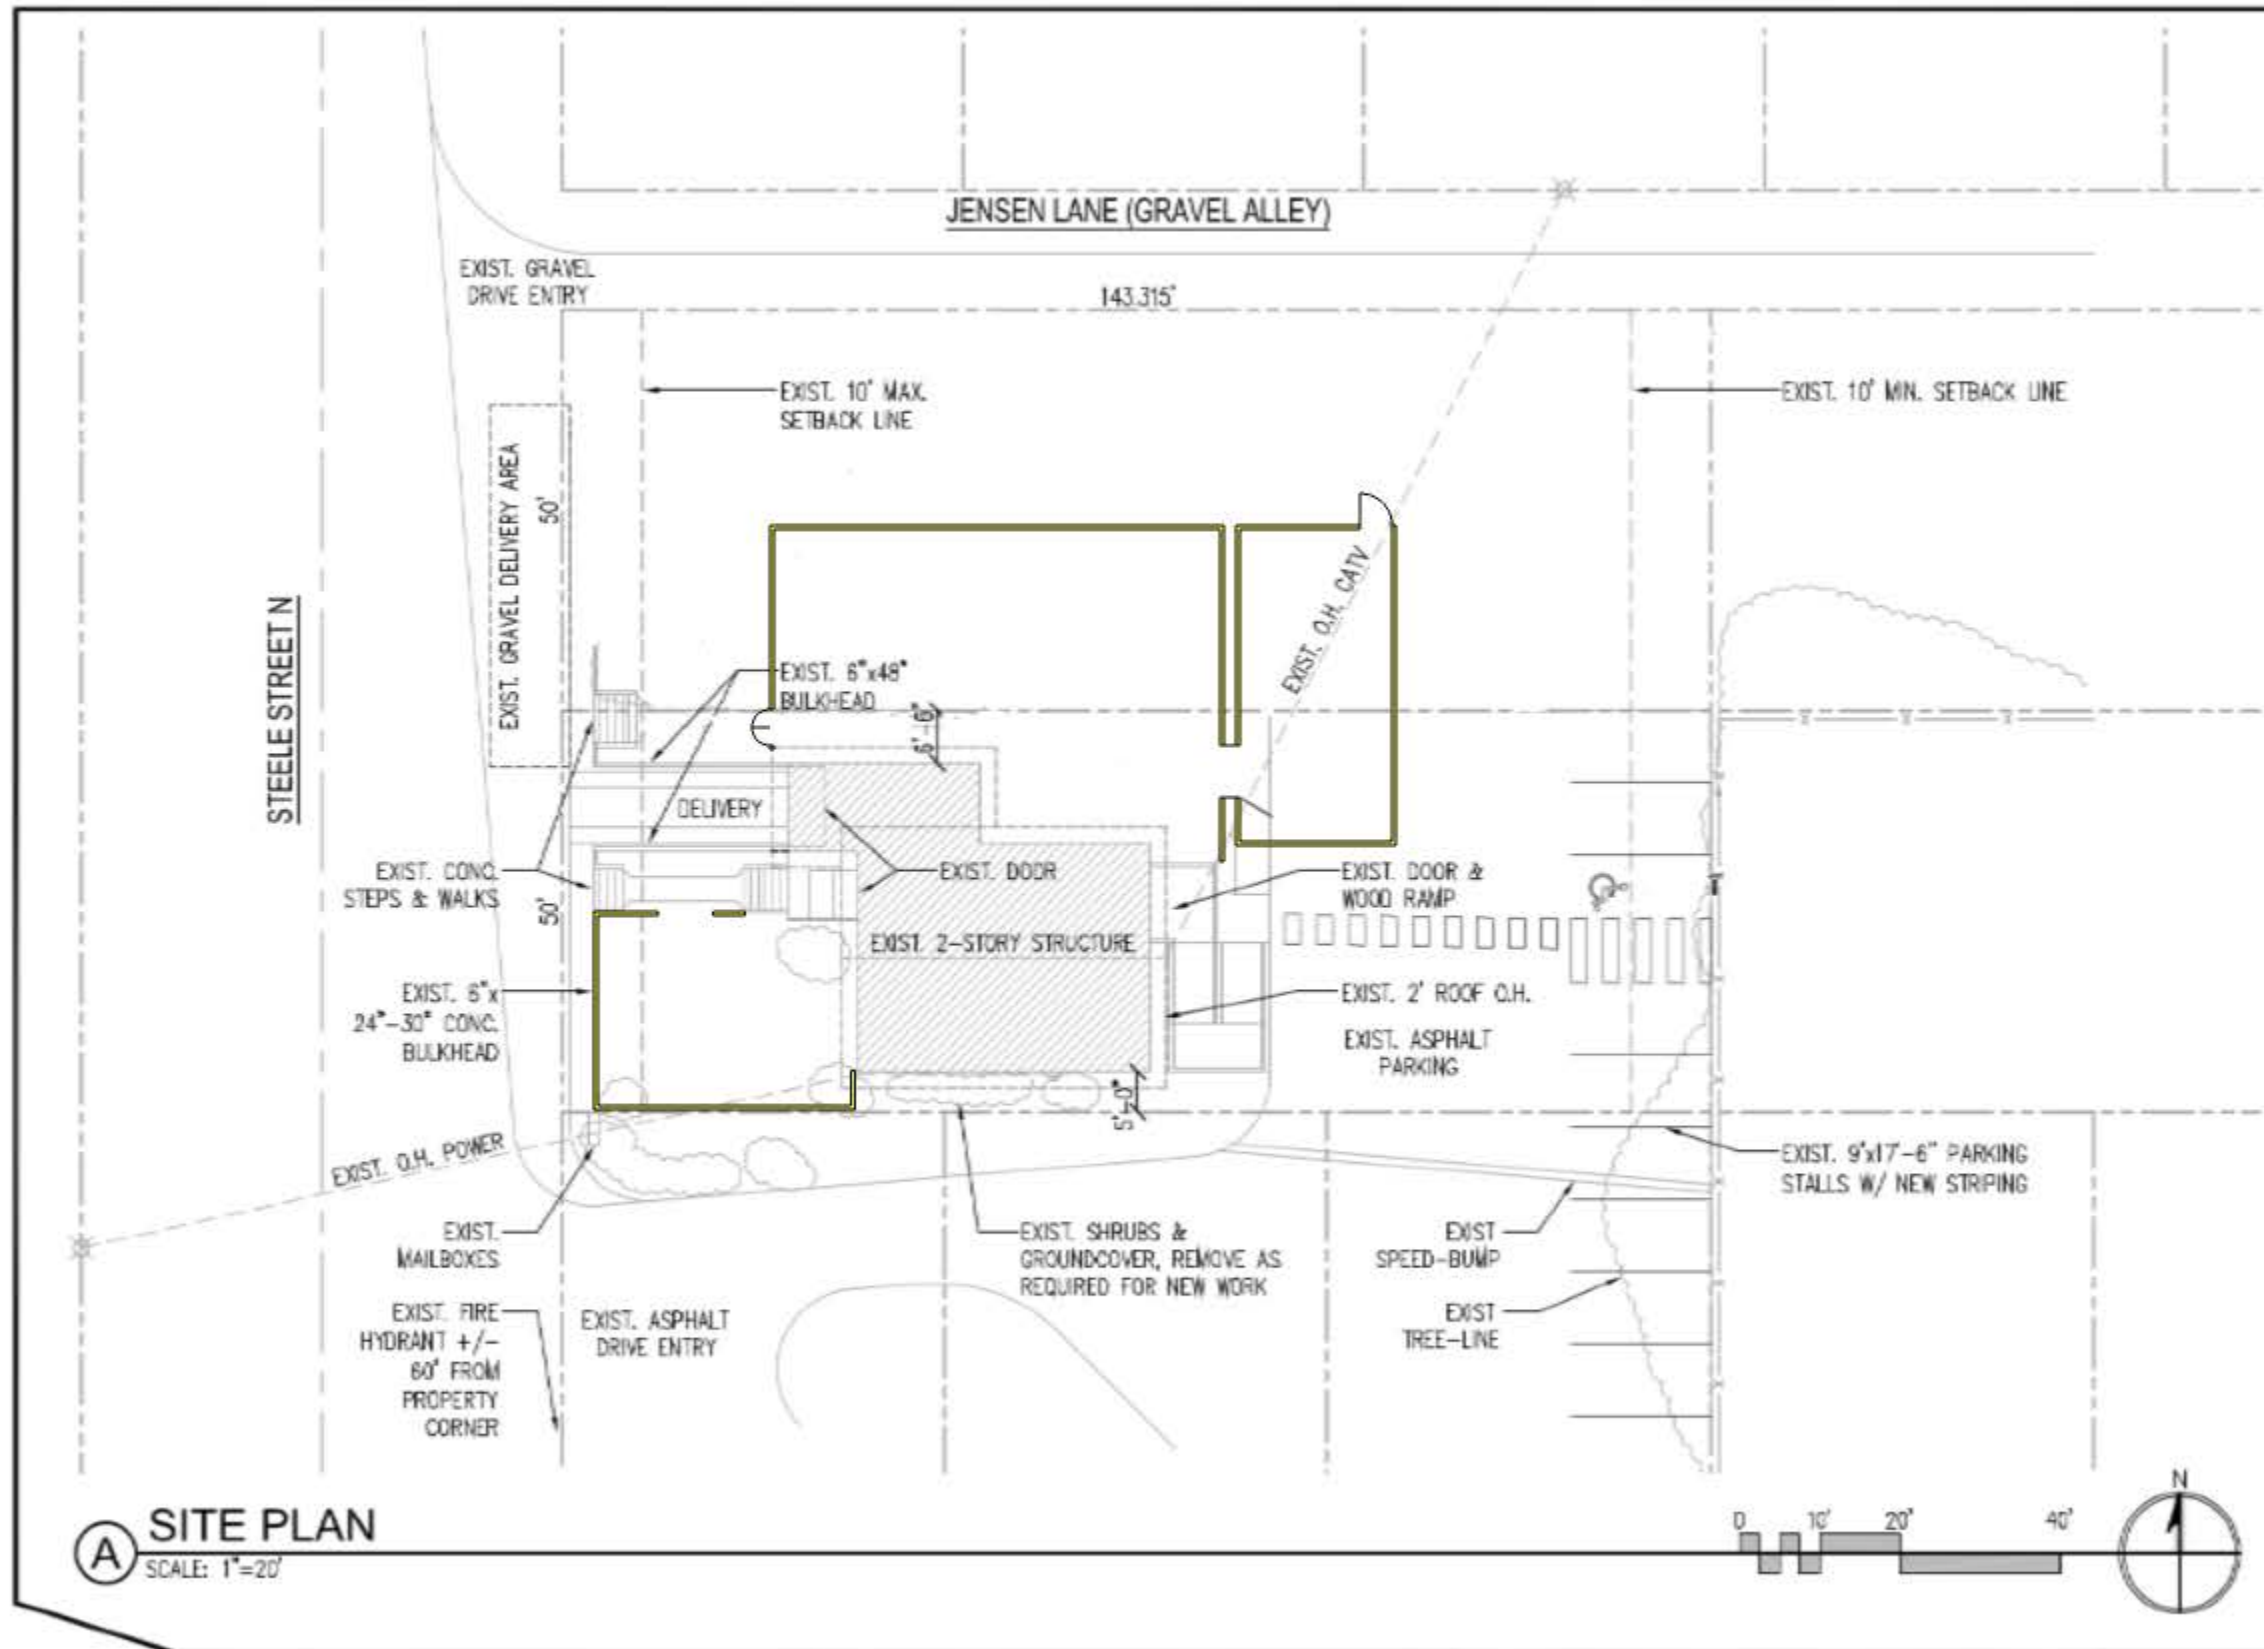 JENSEN LANE (GRAVEL ALLEY)
EXIST. GRAVEL
DRIVE ENTRY
143.315'
EXIST. 10' MAX.
SETBACK LINE
EXIST. 10' MIN. SETBACK LINE
EXIST. GRAVEL DELIVERY AREA
50'
STEELE STREET N
EXIST. O.H. CATV
EXIST. 6"x48"
BULKHEAD
6'-6"
DELIVERY
EXIST. CONC.
STEPS & WALKS
EXIST. DOOR
EXIST. DOOR &
WOOD RAMP
50'
EXIST. 2-STORY STRUCTURE
EXIST. 6"x
24"-30" CONC.
BULKHEAD
EXIST. 2' ROOF O.H.
EXIST. ASPHALT
PARKING
5'-0"
EXIST. O.H. POWER
EXIST. 9'x17'-6" PARKING
STALLS W/ NEW STRIPING
EXIST.
MAILBOXES
EXIST. SHRUBS &
GROUNDCOVER, REMOVE AS
REQUIRED FOR NEW WORK
EXIST
SPEED-BUMP
EXIST. FIRE
HYDRANT +/-
60' FROM
PROPERTY
CORNER
EXIST. ASPHALT
DRIVE ENTRY
EXIST
TREE-LINE
A
SITE PLAN
SCALE: 1"=20'
0 10' 20' 40'
N